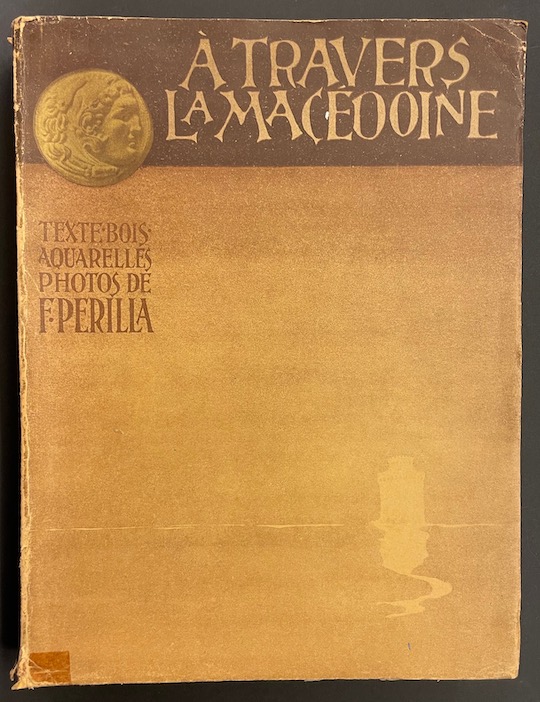 À TRAVERS
LA MACÉDOINE
TEXTE·BOIS·
AQUARELLES
PHOTOS DE
F·PERILLA